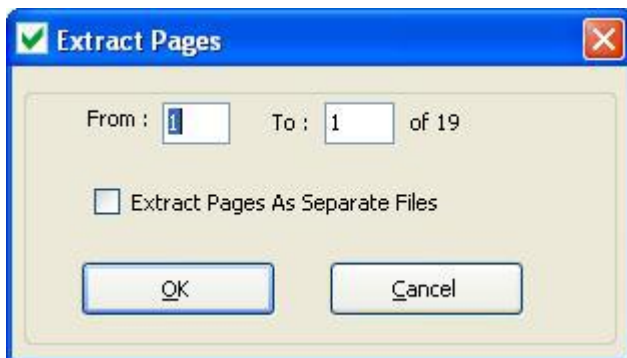 Extract Pages
From : 1 To : 1 of 19
Extract Pages As Separate Files
OK Cancel